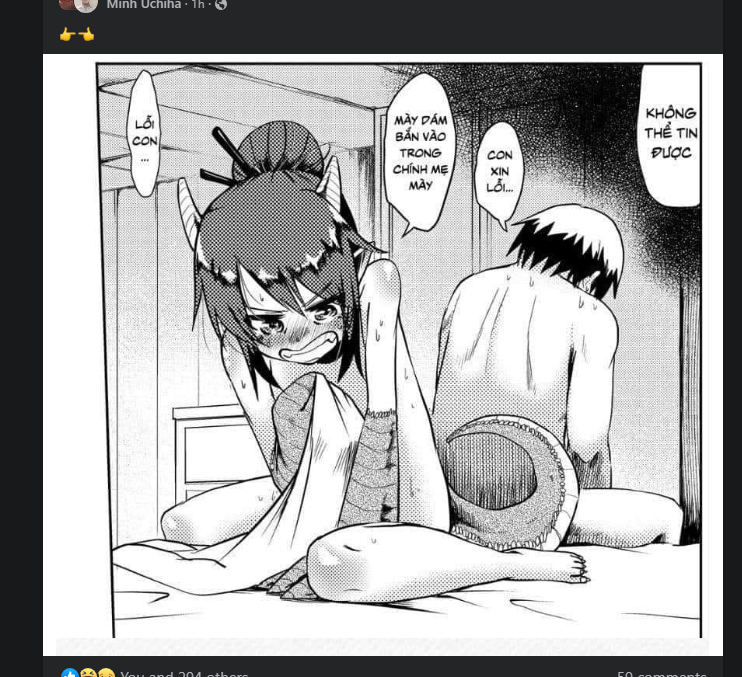 Minh Uchiha · 1h ·
KHÔNG
THỂ TIN
ĐƯỢC
CON
XIN
LỖI...
MÀY DÁM
BẮN VÀO
TRONG
CHÍNH MẸ
MÀY
LỖI
CON
...
You and 294 others
comments